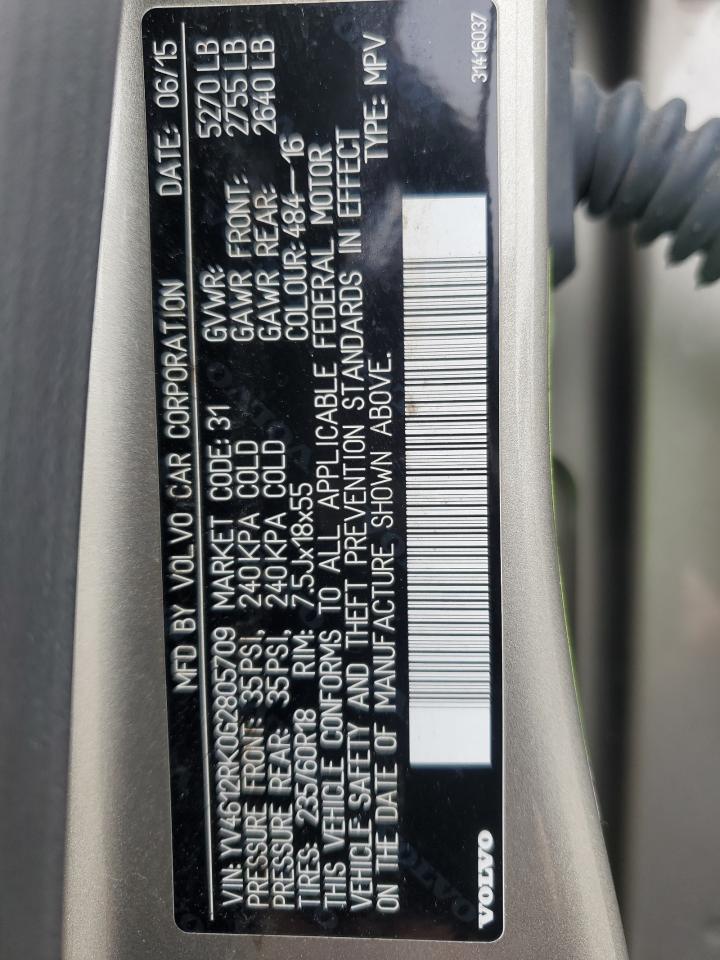 MFD BY VOLVO CAR CORPORATION DATE: 06/15
VIN: YV4612RK0G2805709 MARKET CODE: 31 GVWR: 5270 LB
PRESSURE FRONT: 35 PSI, 240 KPA COLD GAWR FRONT: 2755 LB
PRESSURE REAR: 35 PSI, 240 KPA COLD GAWR REAR: 2640 LB
TIRES: 235/60R18 RIM: 7.5Jx18x55 COLOUR: 484—16
THIS VEHICLE CONFORMS TO ALL APPLICABLE FEDERAL MOTOR
VEHICLE SAFETY AND THEFT PREVENTION STANDARDS IN EFFECT
ON THE DATE OF MANUFACTURE SHOWN ABOVE. TYPE: MPV
VOLVO 31416037